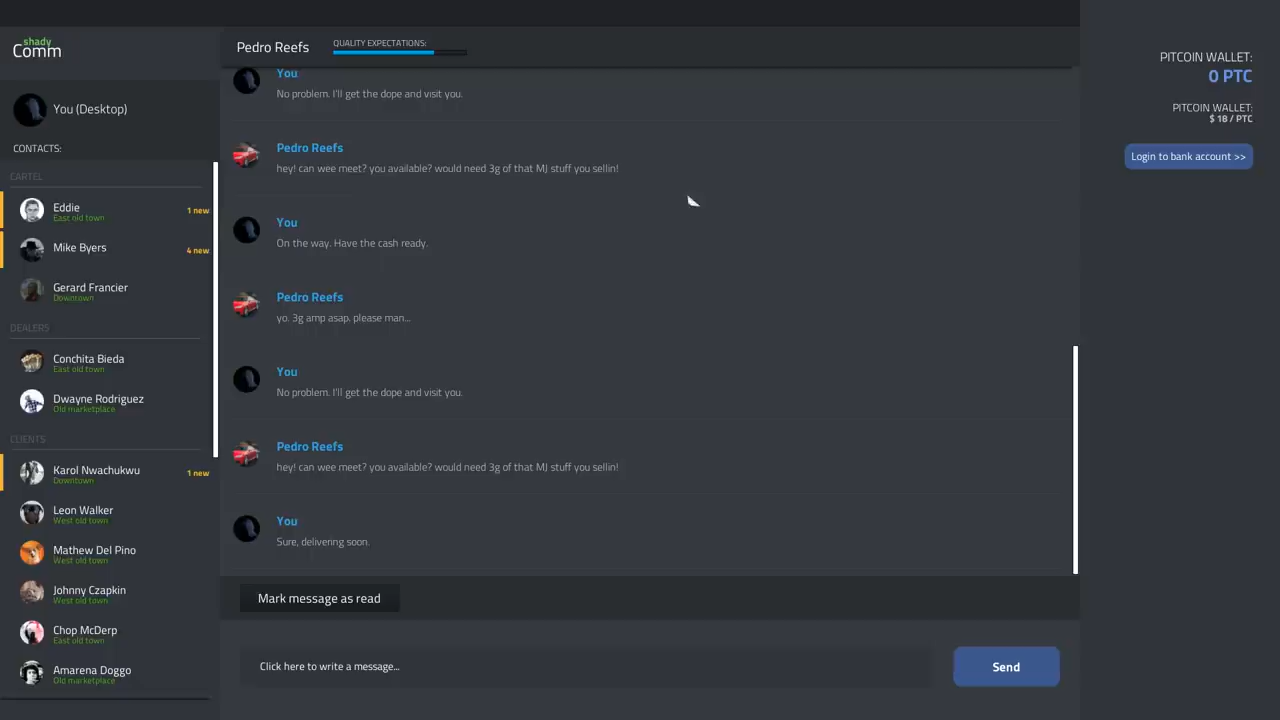 shady
Comm
You (Desktop)
CONTACTS:
CARTEL
Eddie
East old town
1 new
Mike Byers
4 new
Gerard Francier
Downtown
DEALERS
Conchita Bieda
East old town
Dwayne Rodriguez
Old marketplace
CLIENTS
Karol Nwachukwu
Downtown
1 new
Leon Walker
West old town
Mathew Del Pino
West old town
Johnny Czapkin
West old town
Chop McDerp
East old town
Amarena Doggo
Old marketplace
Pedro Reefs
QUALITY EXPECTATIONS:
You
No problem. I'll get the dope and visit you.
Pedro Reefs
hey! can wee meet? you available? would need 3g of that MJ stuff you sellin!
You
On the way. Have the cash ready.
Pedro Reefs
yo. 3g amp asap. please man...
You
No problem. I'll get the dope and visit you.
Pedro Reefs
hey! can wee meet? you available? would need 3g of that MJ stuff you sellin!
You
Sure, delivering soon.
Mark message as read
Click here to write a message...
Send
PITCOIN WALLET:
0 PTC
PITCOIN WALLET:
$ 18 / PTC
Login to bank account >>